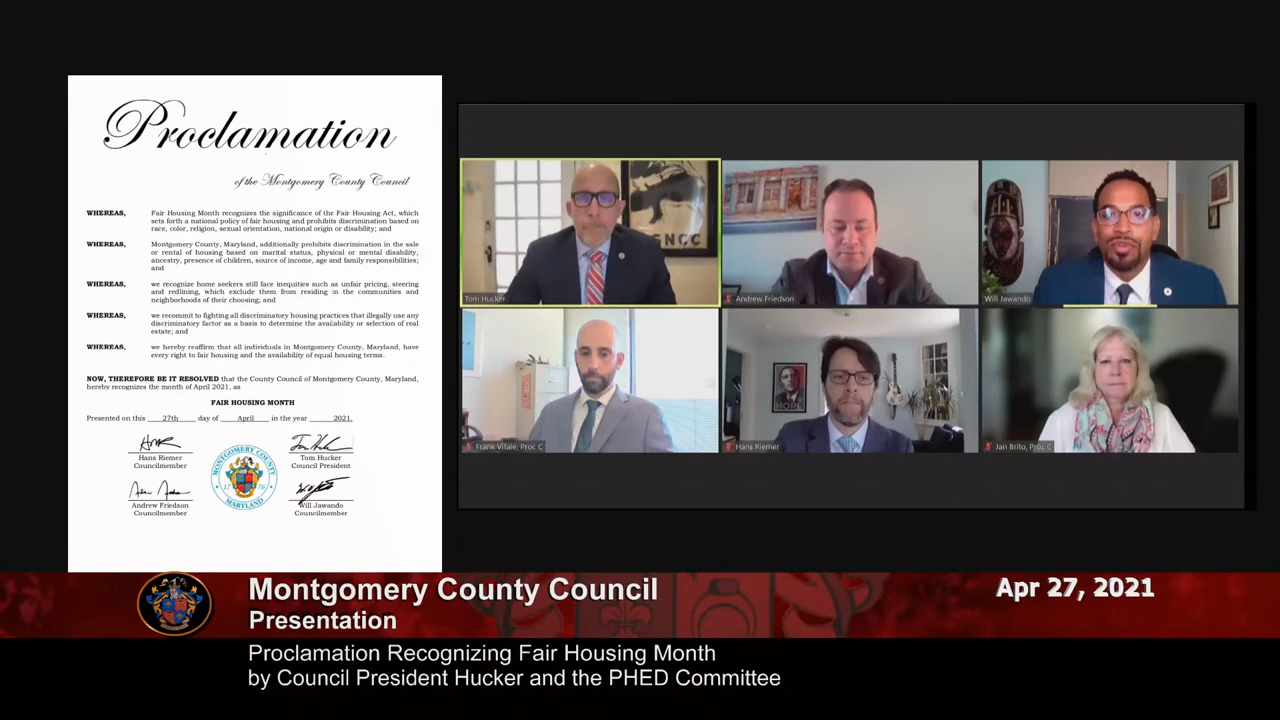 Proclamation
of the Montgomery County Council
WHEREAS, Fair Housing Month recognizes the significance of the Fair Housing Act, which
sets forth a national policy of fair housing and prohibits discrimination based on
race, color, religion, sexual orientation, national origin or disability; and
WHEREAS, Montgomery County, Maryland, additionally prohibits discrimination in the sale
or rental of housing based on marital status, physical or mental disability,
ancestry, presence of children, source of income, age and family responsibilities;
and
WHEREAS, we recognize home seekers still face inequities such as unfair pricing, steering
and redlining, which exclude them from residing in the communities and
neighborhoods of their choosing; and
WHEREAS, we recommit to fighting all discriminatory housing practices that illegally use any
discriminatory factor as a basis to determine the availability or selection of real
estate; and
WHEREAS, we hereby reaffirm that all individuals in Montgomery County, Maryland, have
every right to fair housing and the availability of equal housing terms.
NOW, THEREFORE BE IT RESOLVED that the County Council of Montgomery County, Maryland,
hereby recognizes the month of April 2021, as
FAIR HOUSING MONTH
Presented on this 27th day of April in the year 2021.
Hans Riemer
Councilmember
Tom Hucker
Council President
Andrew Friedson
Councilmember
Will Jawando
Councilmember
MONTGOMERY COUNTY
17 76
MARYLAND
GNCC
Tom Hucker
Andrew Friedson
Will Jawando
Frank Vitale, Proc C
Hans Riemer
Jan Brito, Proc C
Montgomery County Council
Presentation
Apr 27, 2021
Proclamation Recognizing Fair Housing Month
by Council President Hucker and the PHED Committee